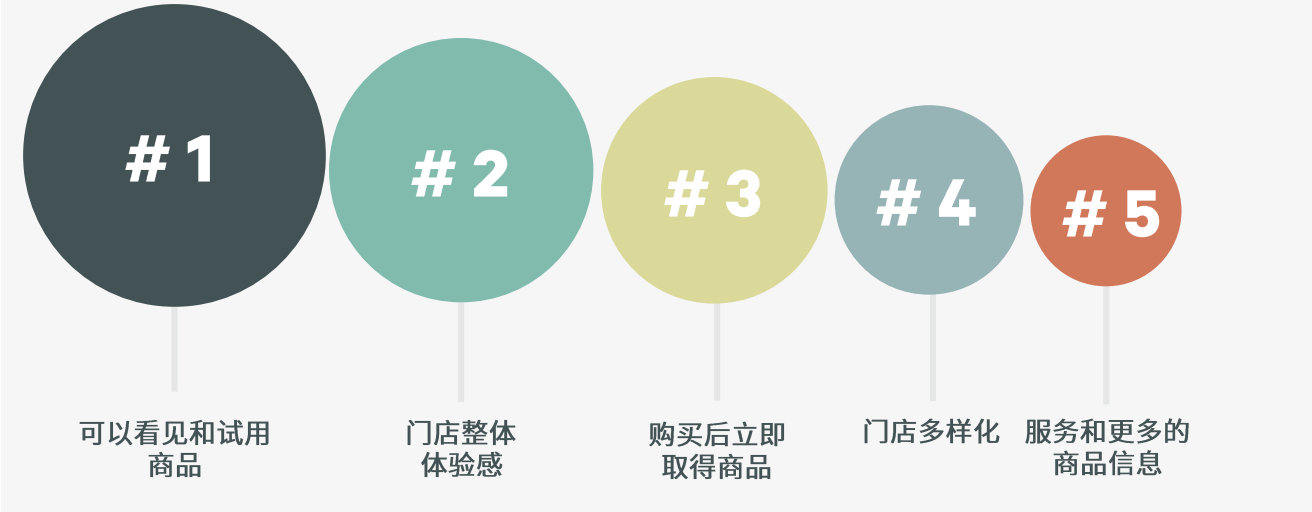 # 1
# 2
# 3
# 4
# 5
可以看见和试用
商品
门店整体
体验感
购买后立即
取得商品
门店多样化
服务和更多的
商品信息